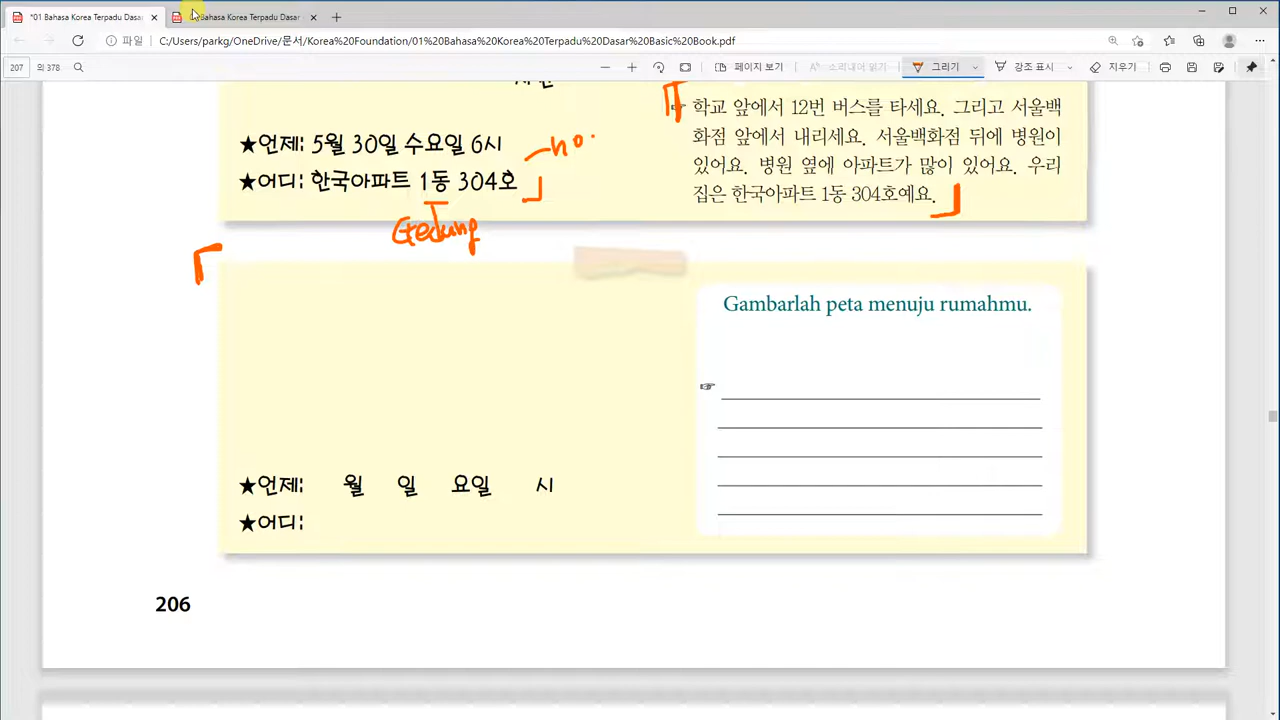 *01 Bahasa Korea Terpadu Dasar
Bahasa Korea Terpadu Dasar
파일
C:/Users/parkg/OneDrive/문서/Korea%20Foundation/01%20Bahasa%20Korea%20Terpadu%20Dasar%20Basic%20Book.pdf
207 의 378
페이지 보기
소리내어 읽기
그리기
강조 표시
지우기
학교 앞에서 12번 버스를 타세요. 그리고 서울백
화점 앞에서 내리세요. 서울백화점 뒤에 병원이
있어요. 병원 옆에 아파트가 많이 있어요. 우리
집은 한국아파트 1동 304호예요.
★언제: 5월 30일 수요일 6시
no.
★어디: 한국아파트 1동 304호
Gedung
Gambarlah peta menuju rumahmu.
☞
★언제: 월 일 요일 시
★어디:
206